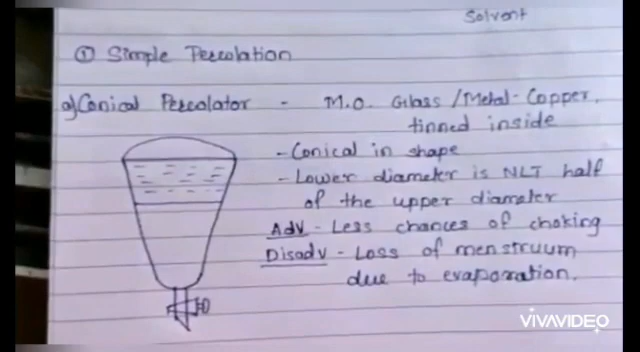 Solvent
① Simple Percolation
a) Conical Percolator - M.O. Glass/Metal-Copper,
tinned inside
- Conical in shape
- Lower diameter is NLT half
of the upper diameter
Adv - Less chances of choking
Disadv - Loss of menstruum
due to evaporation.
VIVAVIDEO